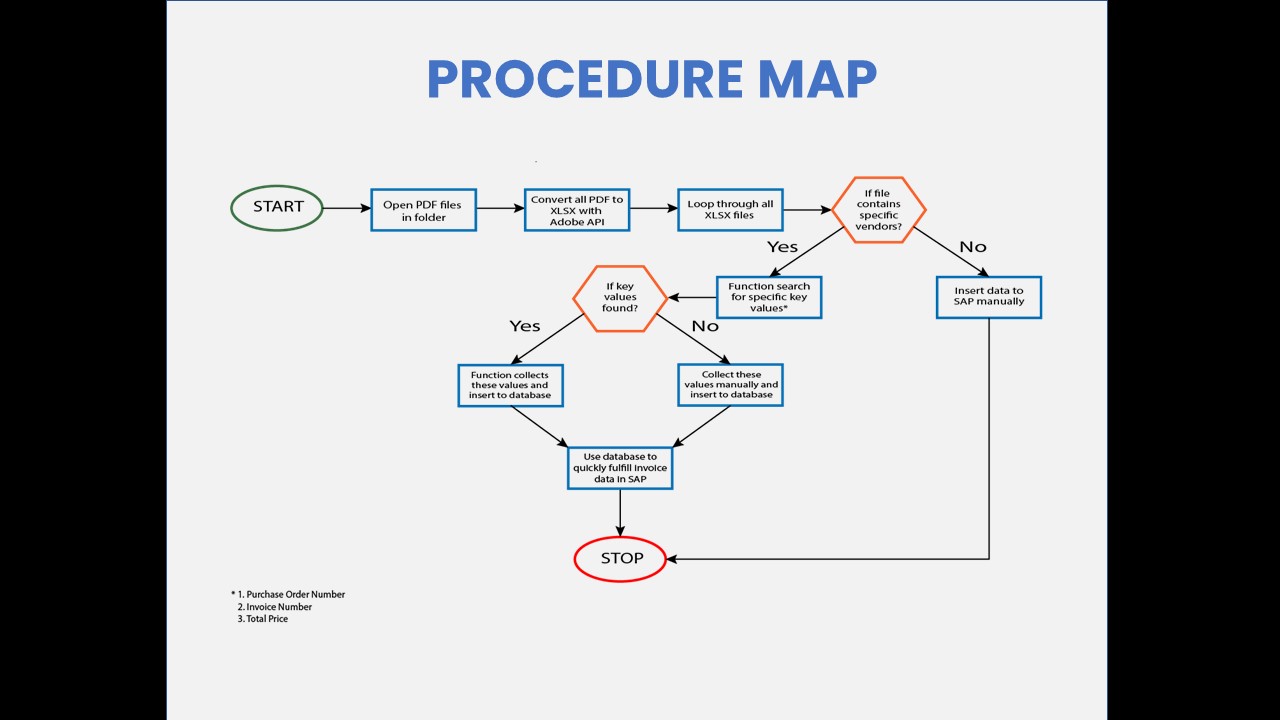 PROCEDURE MAP
START
Open PDF files
in folder
Convert all PDF to
XLSX with
Adobe API
Loop through all
XLSX files
If file
contains
specific
vendors?
Yes
No
Function search
for specific key
values*
Insert data to
SAP manually
If key
values
found?
Yes
No
Function collects
these values and
insert to database
Collect these
values manually and
insert to database
Use database to
quickly fulfill invoice
data in SAP
STOP
* 1. Purchase Order Number
2. Invoice Number
3. Total Price